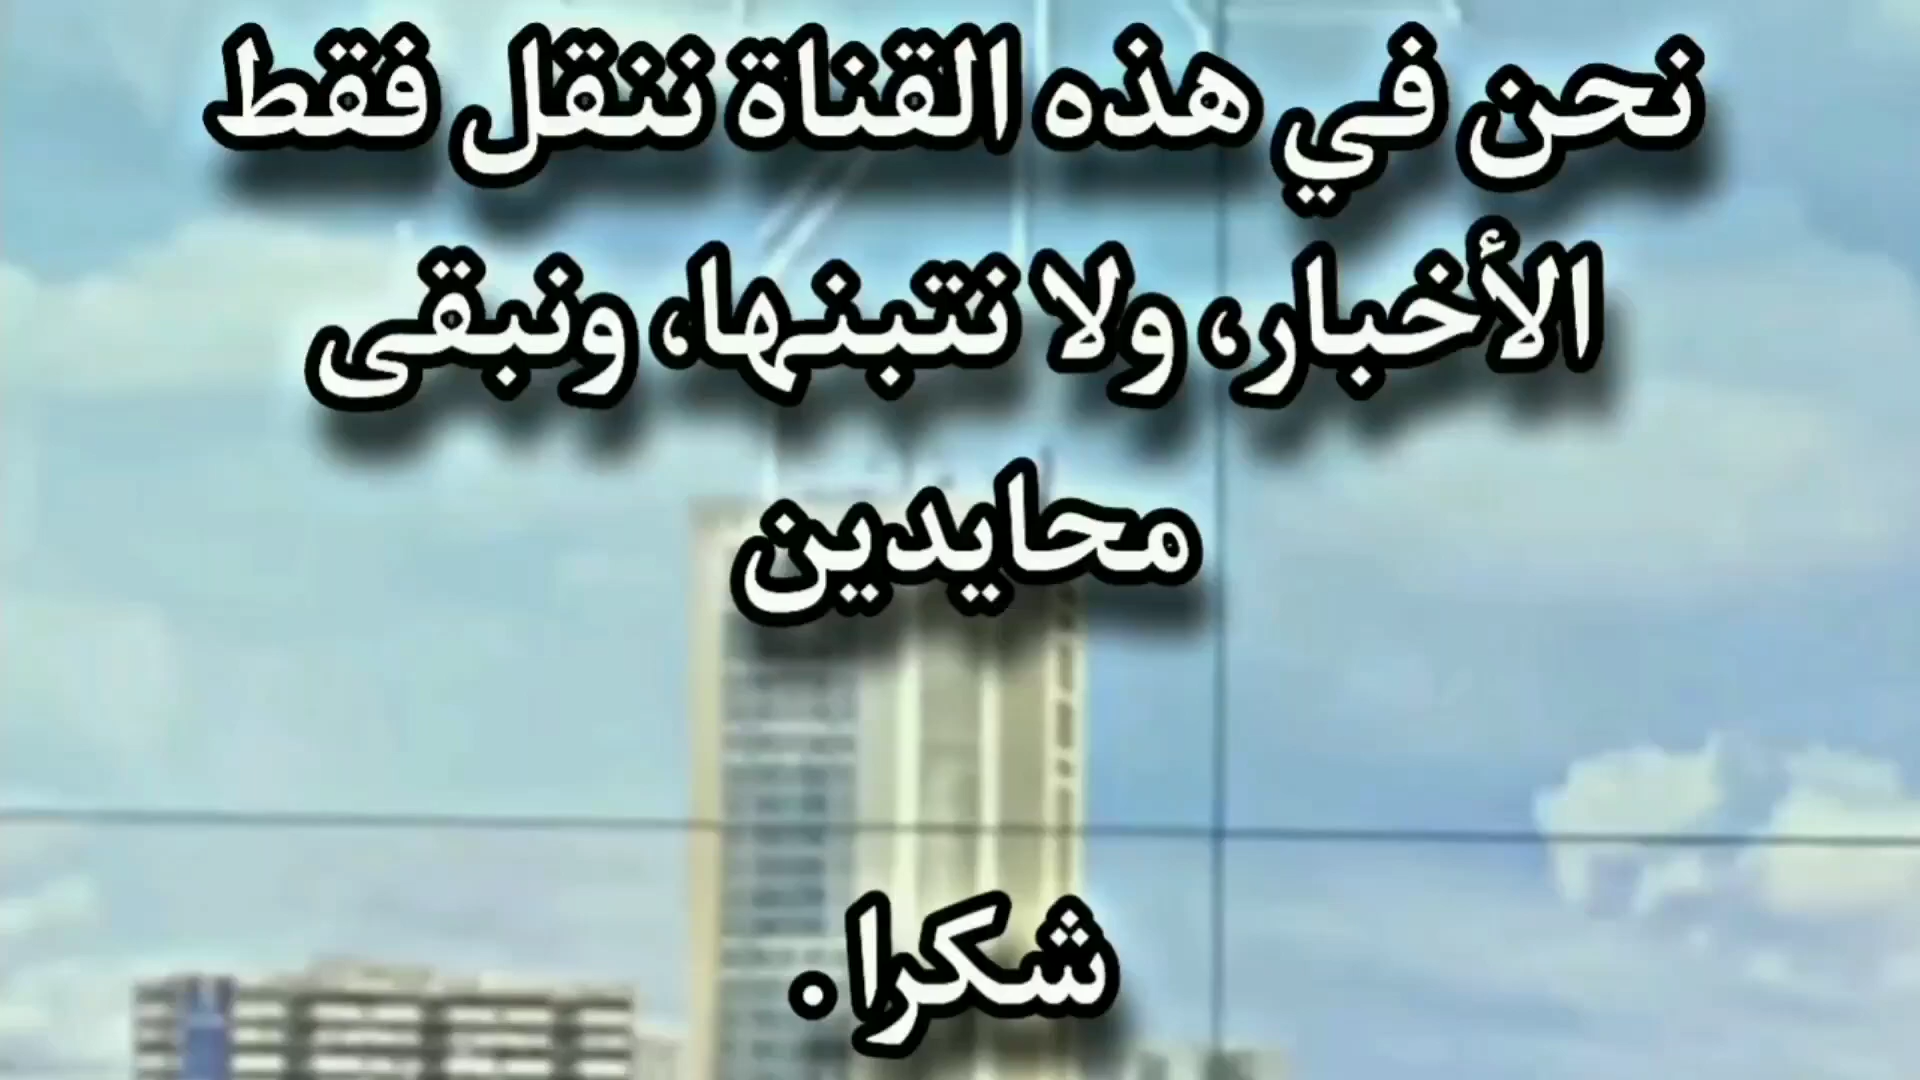 نحن في هذه القناة ننقل فقط
الأخبار، ولا نتبنها، ونبقى
محايدين
شكرا .